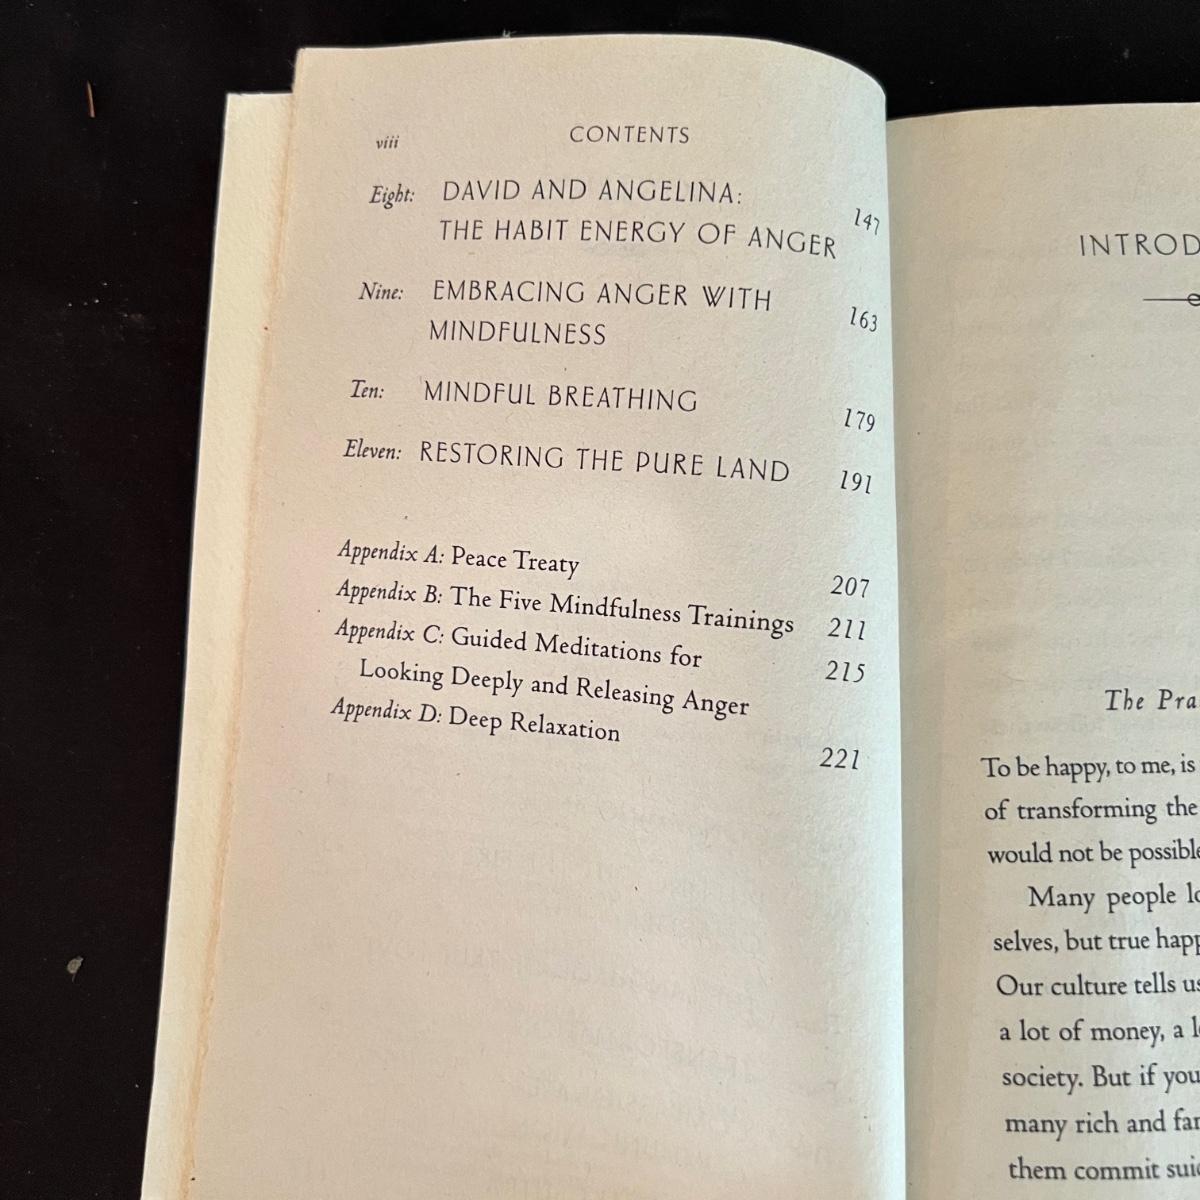 viii CONTENTS
Eight: DAVID AND ANGELINA:
THE HABIT ENERGY OF ANGER 147
Nine: EMBRACING ANGER WITH
MINDFULNESS 163
Ten: MINDFUL BREATHING 179
Eleven: RESTORING THE PURE LAND 191
Appendix A: Peace Treaty 207
Appendix B: The Five Mindfulness Trainings 211
Appendix C: Guided Meditations for
Looking Deeply and Releasing Anger 215
Appendix D: Deep Relaxation 221
INTROD
The Pra
To be happy, to me, is
of transforming the
would not be possible
Many people lo
selves, but true happ
Our culture tells us
a lot of money, a l
society. But if you
many rich and fam
them commit suic